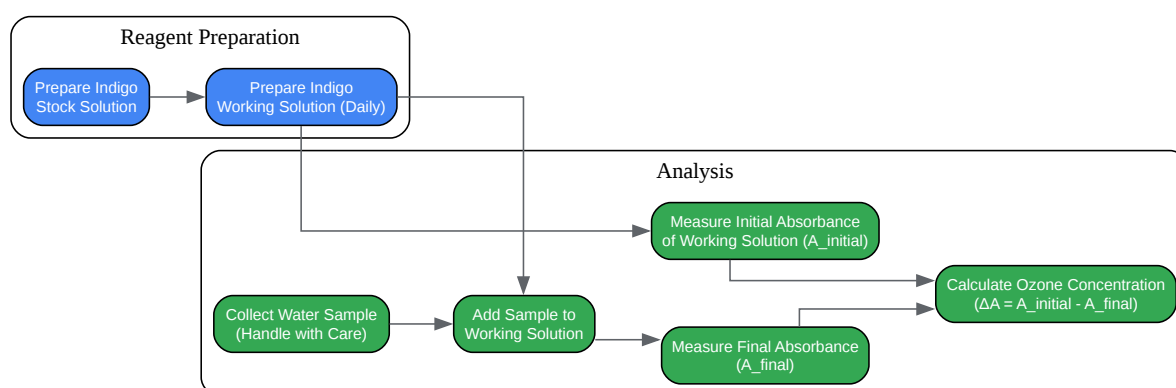 Reagent Preparation
Prepare Indigo
Stock Solution
Prepare Indigo
Working Solution (Daily)
Analysis
Measure Initial Absorbance
of Working Solution (A_initial)
Calculate Ozone Concentration
(ΔA = A_initial - A_final)
Collect Water Sample
(Handle with Care)
Add Sample to
Working Solution
Measure Final Absorbance
(A_final)